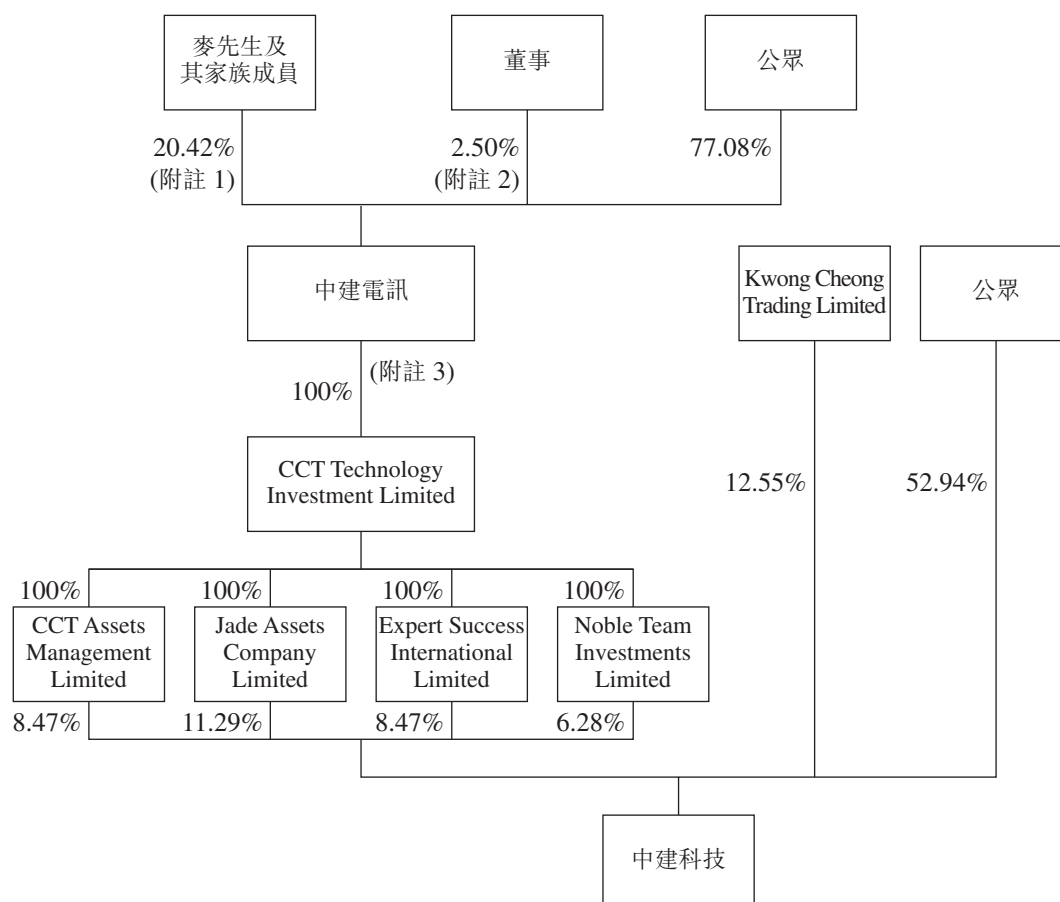 麥先生及
其家族成員
董事
公眾
20.42%
(附註 1)
2.50%
(附註 2)
77.08%
中建電訊
Kwong Cheong
Trading Limited
公眾
(附註 3)
100%
CCT Technology
Investment Limited
12.55%
52.94%
100%
100%
100%
100%
CCT Assets
Management
Limited
Jade Assets
Company
Limited
Expert Success
International
Limited
Noble Team
Investments
Limited
8.47%
11.29%
8.47%
6.28%
中建科技